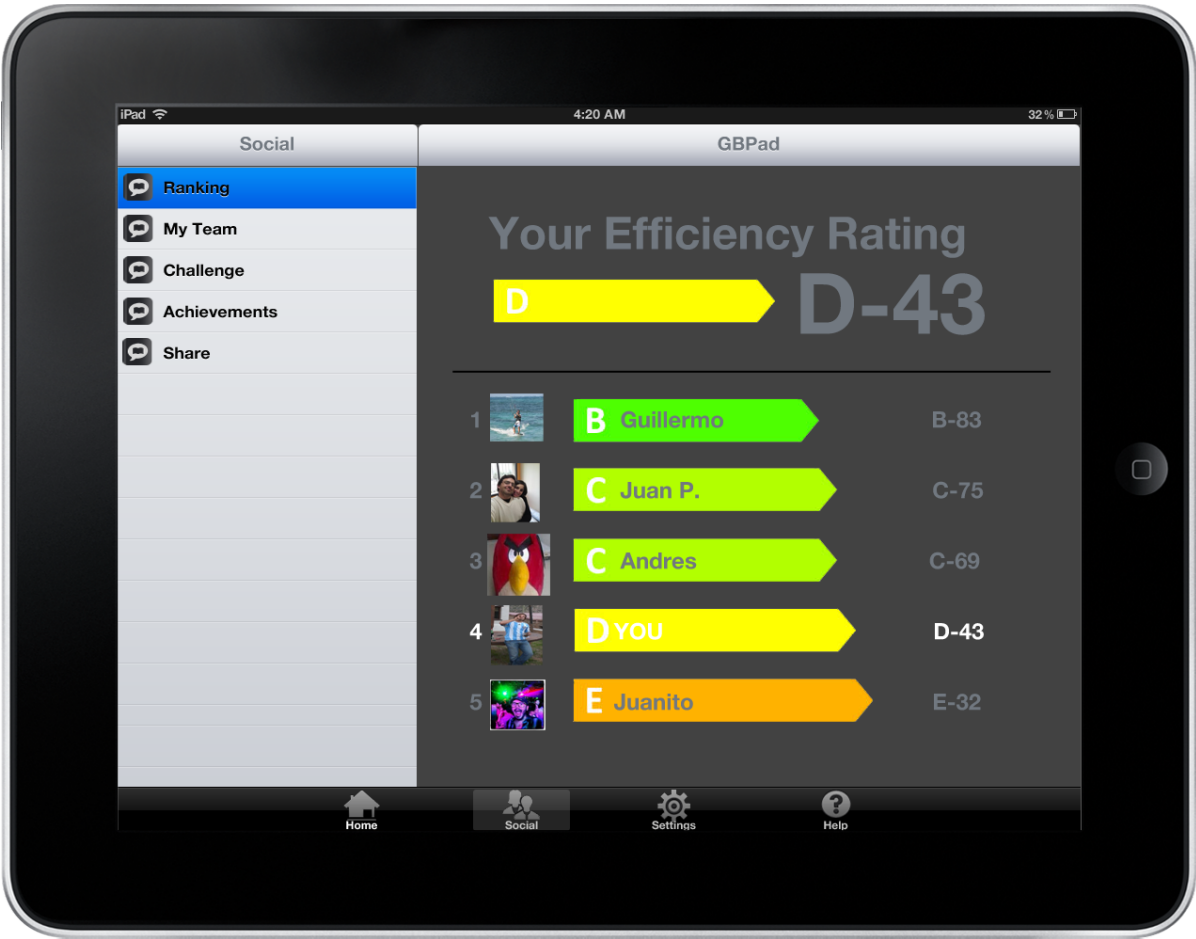 iPad 4:20 AM 32%
Social
GBPad
Ranking
My Team
Challenge
Achievements
Share
Your Efficiency Rating
D D-43
1 B Guillermo B-83
2 C Juan P. C-75
3 C Andres C-69
4 D YOU D-43
5 E Juanito E-32
Home Social Settings Help